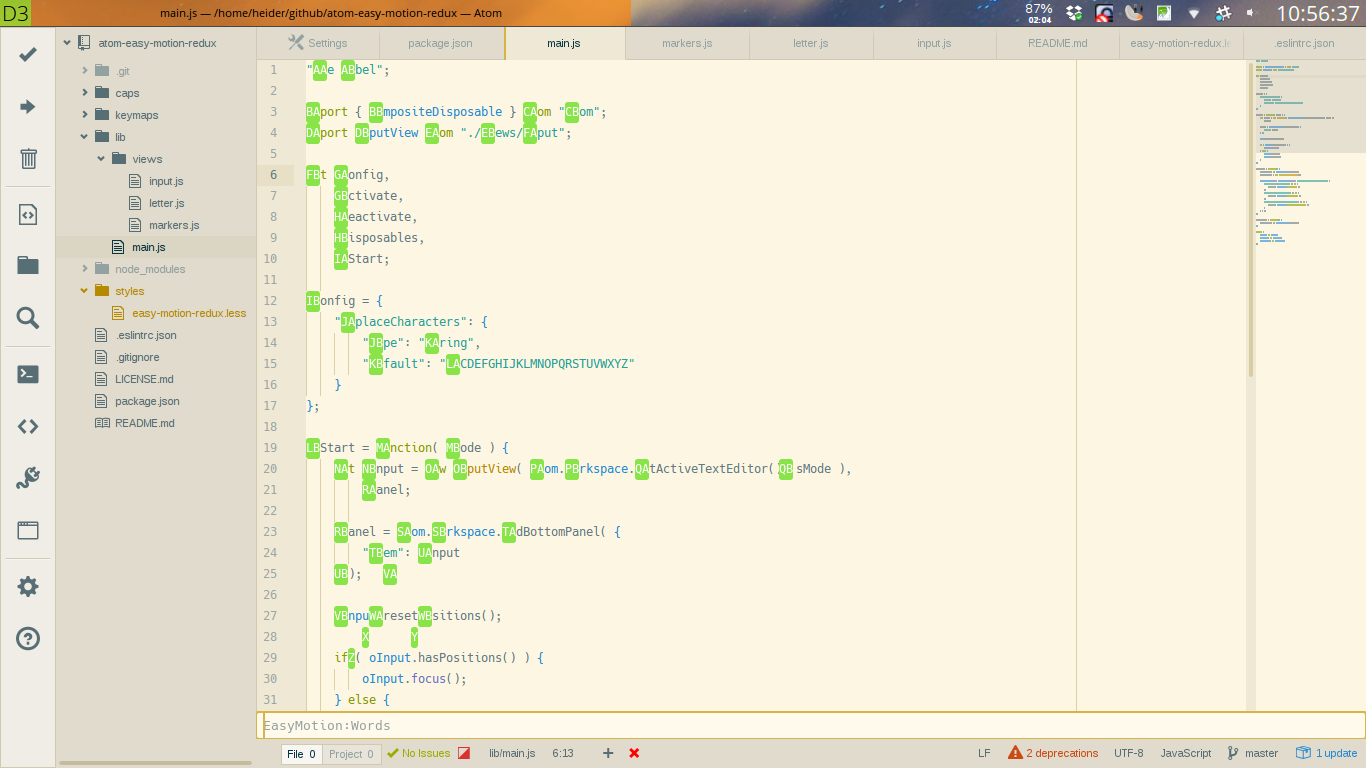 D3 main.js — /home/heider/github/atom-easy-motion-redux — Atom 87% 02:04 10:56:37
atom-easy-motion-redux
.git
caps
keymaps
lib
views
input.js
letter.js
markers.js
main.js
node_modules
styles
easy-motion-redux.less
.eslintrc.json
.gitignore
LICENSE.md
package.json
README.md
Settings package.json main.js markers.js letter.js input.js README.md easy-motion-redux.le .eslintrc.json
1 "AAe ABbel";
2
3 BAport { BBmpositeDisposable } CAom "CBom";
4 DAport DBputView EAom "./EBews/FAput";
5
6 FBt GAonfig,
7 GBctivate,
8 HAeactivate,
9 HBisposables,
10 IAStart;
11
12 IBonfig = {
13 "JAplaceCharacters": {
14 "JBpe": "KAring",
15 "KBfault": "LACDEFGHIJKLMNOPQRSTUVWXYZ"
16 }
17 };
18
19 LBStart = MAnction( MBode ) {
20 NAt NBnput = OAw OBputView( PAom.PBrkspace.QAtActiveTextEditor(QBsMode ),
21 RAanel;
22
23 RBanel = SAom.SBrkspace.TAdBottomPanel( {
24 "TBem": UAnput
25 UB); VA
26
27 VBnpuWAresetWBsitions();
28 X Y
29 ifZ( oInput.hasPositions() ) {
30 oInput.focus();
31 } else {
EasyMotion:Words
File 0 Project 0 No Issues lib/main.js 6:13 LF 2 deprecations UTF-8 JavaScript master 1 update